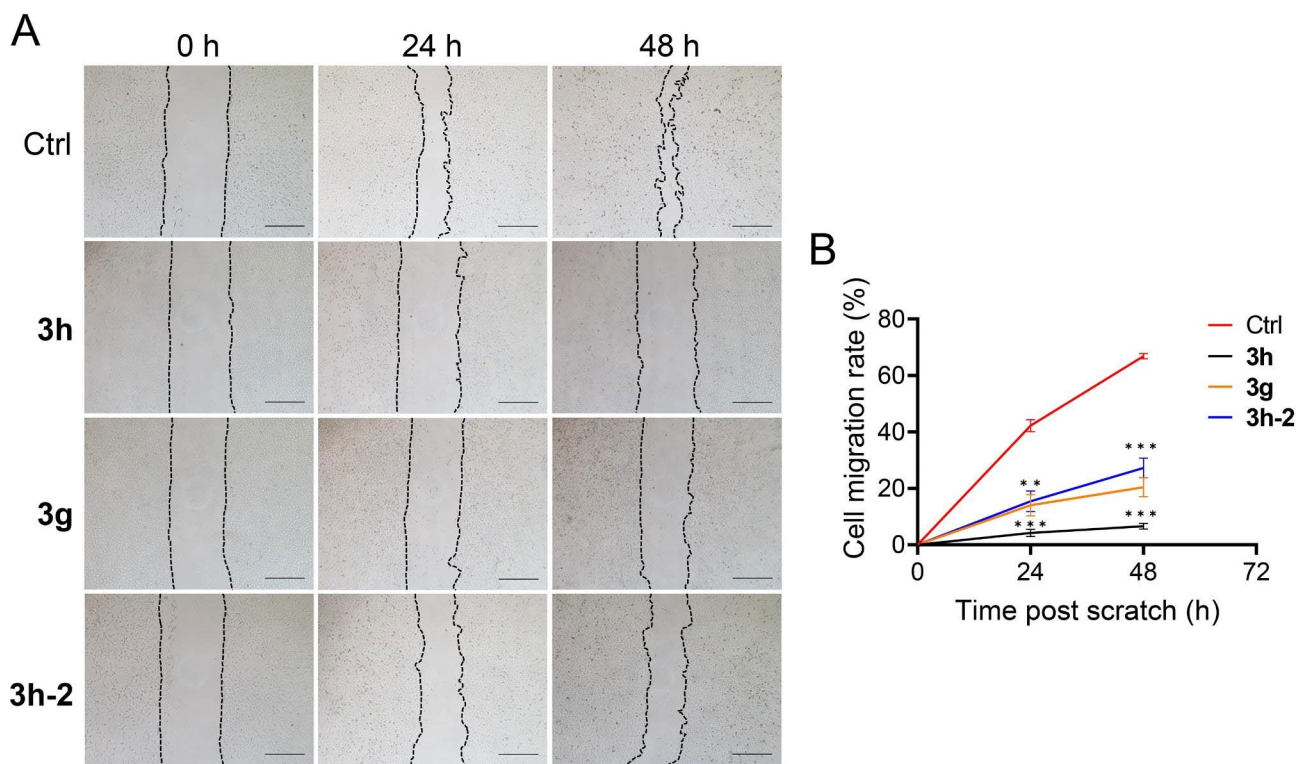 A
0 h 24 h 48 h
Ctrl
3h
3g
3h-2
B
Cell migration rate (%)
80
60
40
20
0
0 24 48 72
Time post scratch (h)
Ctrl
3h
3g
3h-2
**
***
***
***